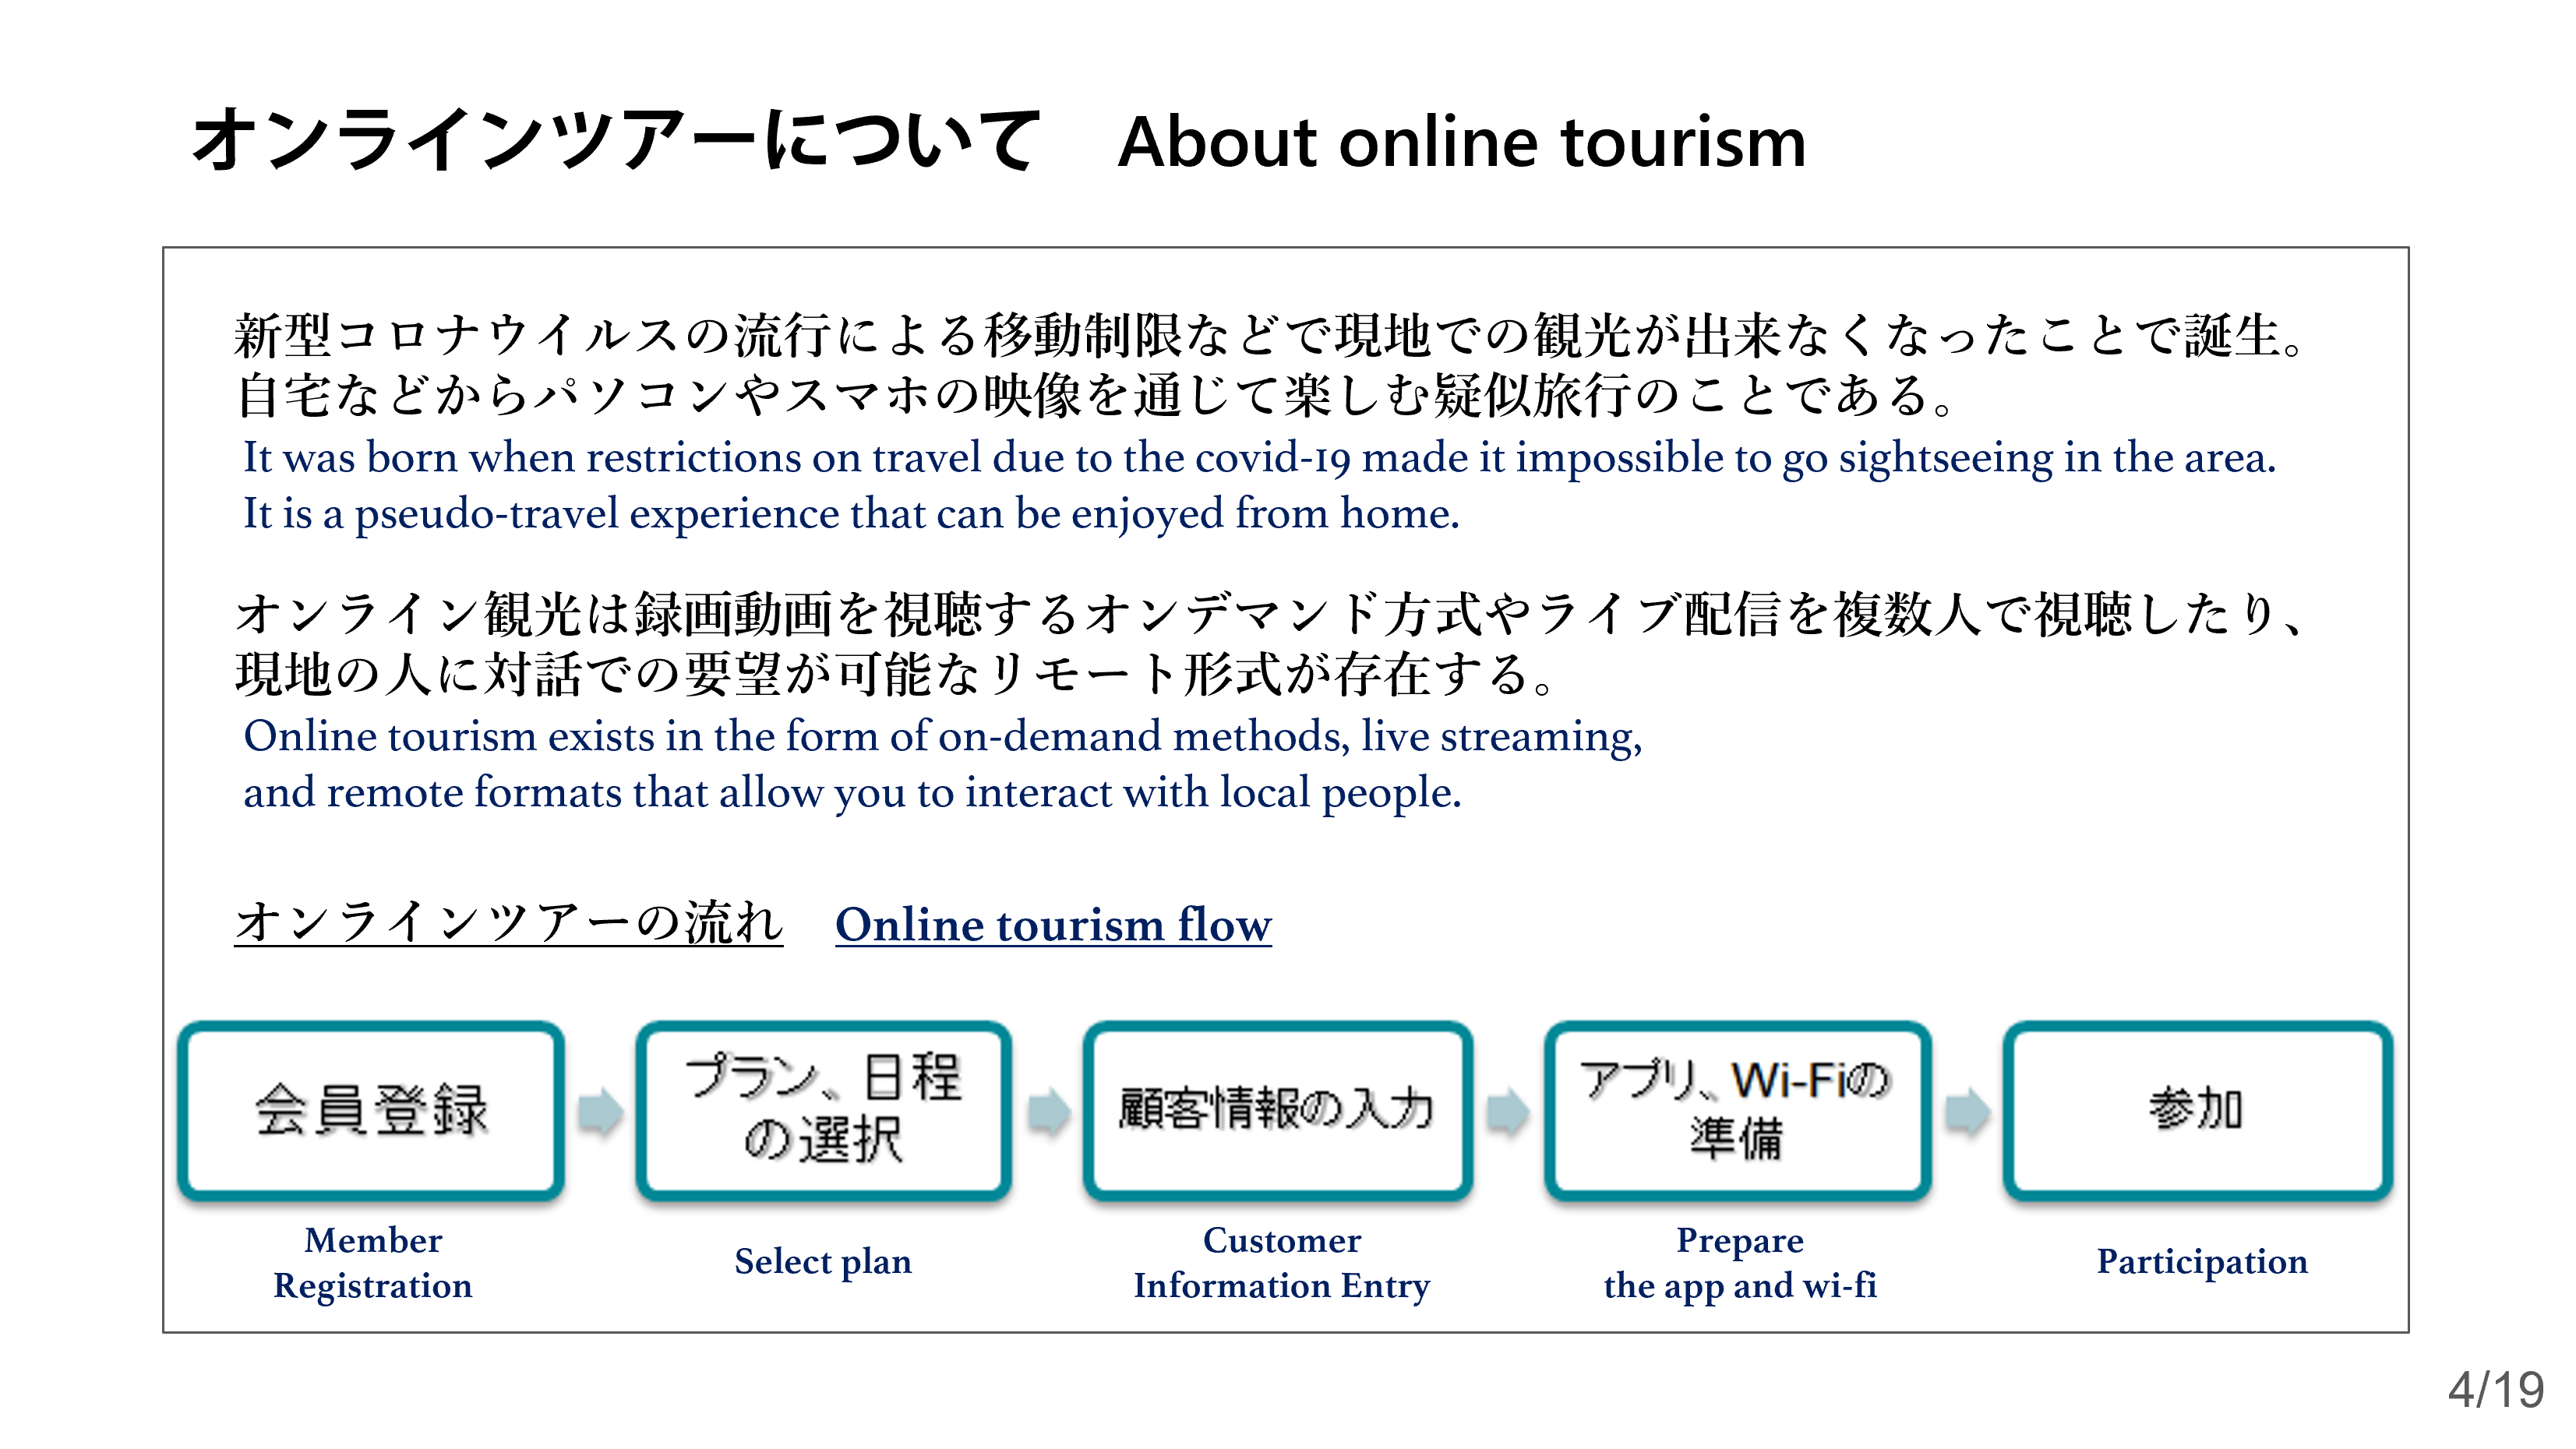 オンラインツアーについて　About online tourism
新型コロナウイルスの流行による移動制限などで現地での観光が出来なくなったことで誕生。
自宅などからパソコンやスマホの映像を通じて楽しむ疑似旅行のことである。
It was born when restrictions on travel due to the covid-19 made it impossible to go sightseeing in the area.
It is a pseudo-travel experience that can be enjoyed from home.
オンライン観光は録画動画を視聴するオンデマンド方式やライブ配信を複数人で視聴したり、
現地の人に対話での要望が可能なリモート形式が存在する。
Online tourism exists in the form of on-demand methods, live streaming,
and remote formats that allow you to interact with local people.
オンラインツアーの流れ　Online tourism flow
会員登録
プラン、日程
の選択
顧客情報の入力
アプリ、Wi-Fiの
準備
参加
Member
Registration
Select plan
Customer
Information Entry
Prepare
the app and wi-fi
Participation
4/19